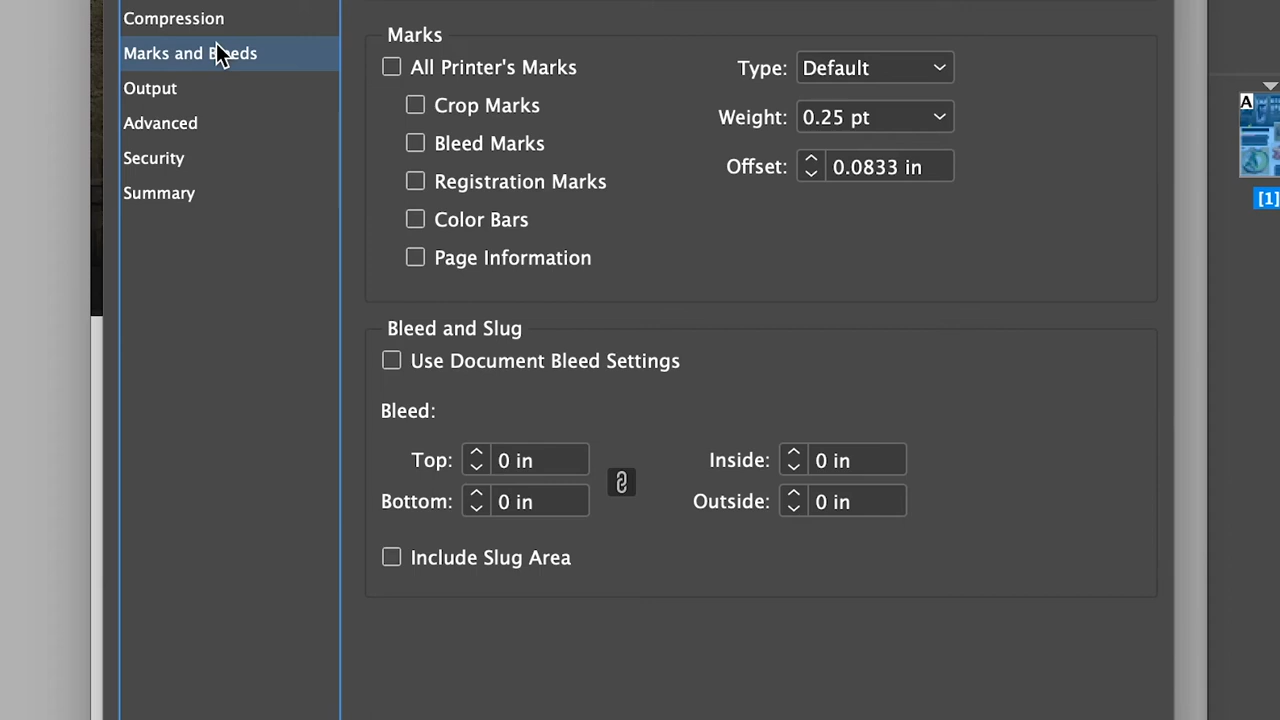 Compression
Marks and Bleeds
Output
Advanced
Security
Summary
Marks
All Printer's Marks
Crop Marks
Bleed Marks
Registration Marks
Color Bars
Page Information
Type: Default
Weight: 0.25 pt
Offset: 0.0833 in
Bleed and Slug
Use Document Bleed Settings
Bleed:
Top: 0 in
Bottom: 0 in
Inside: 0 in
Outside: 0 in
Include Slug Area
A
[1]